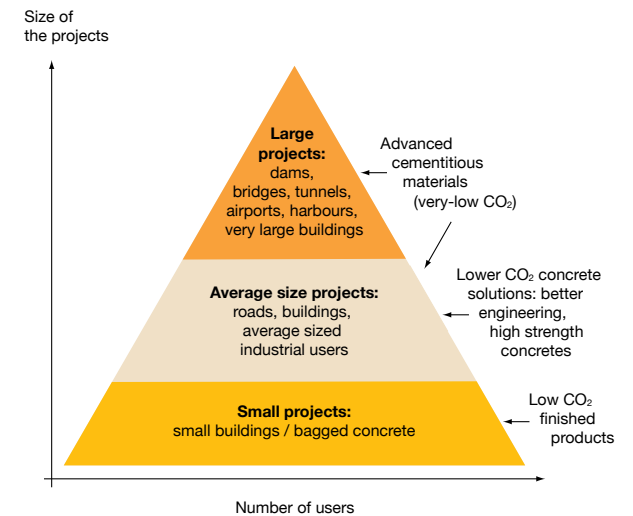 Size of
the projects
Large
projects:
dams,
bridges, tunnels,
airports, harbours,
very large buildings
Advanced
cementitious
materials
(very-low CO₂)
Average size projects:
roads, buildings,
average sized
industrial users
Lower CO₂ concrete
solutions: better
engineering,
high strength
concretes
Small projects:
small buildings / bagged concrete
Low CO₂
finished
products
Number of users